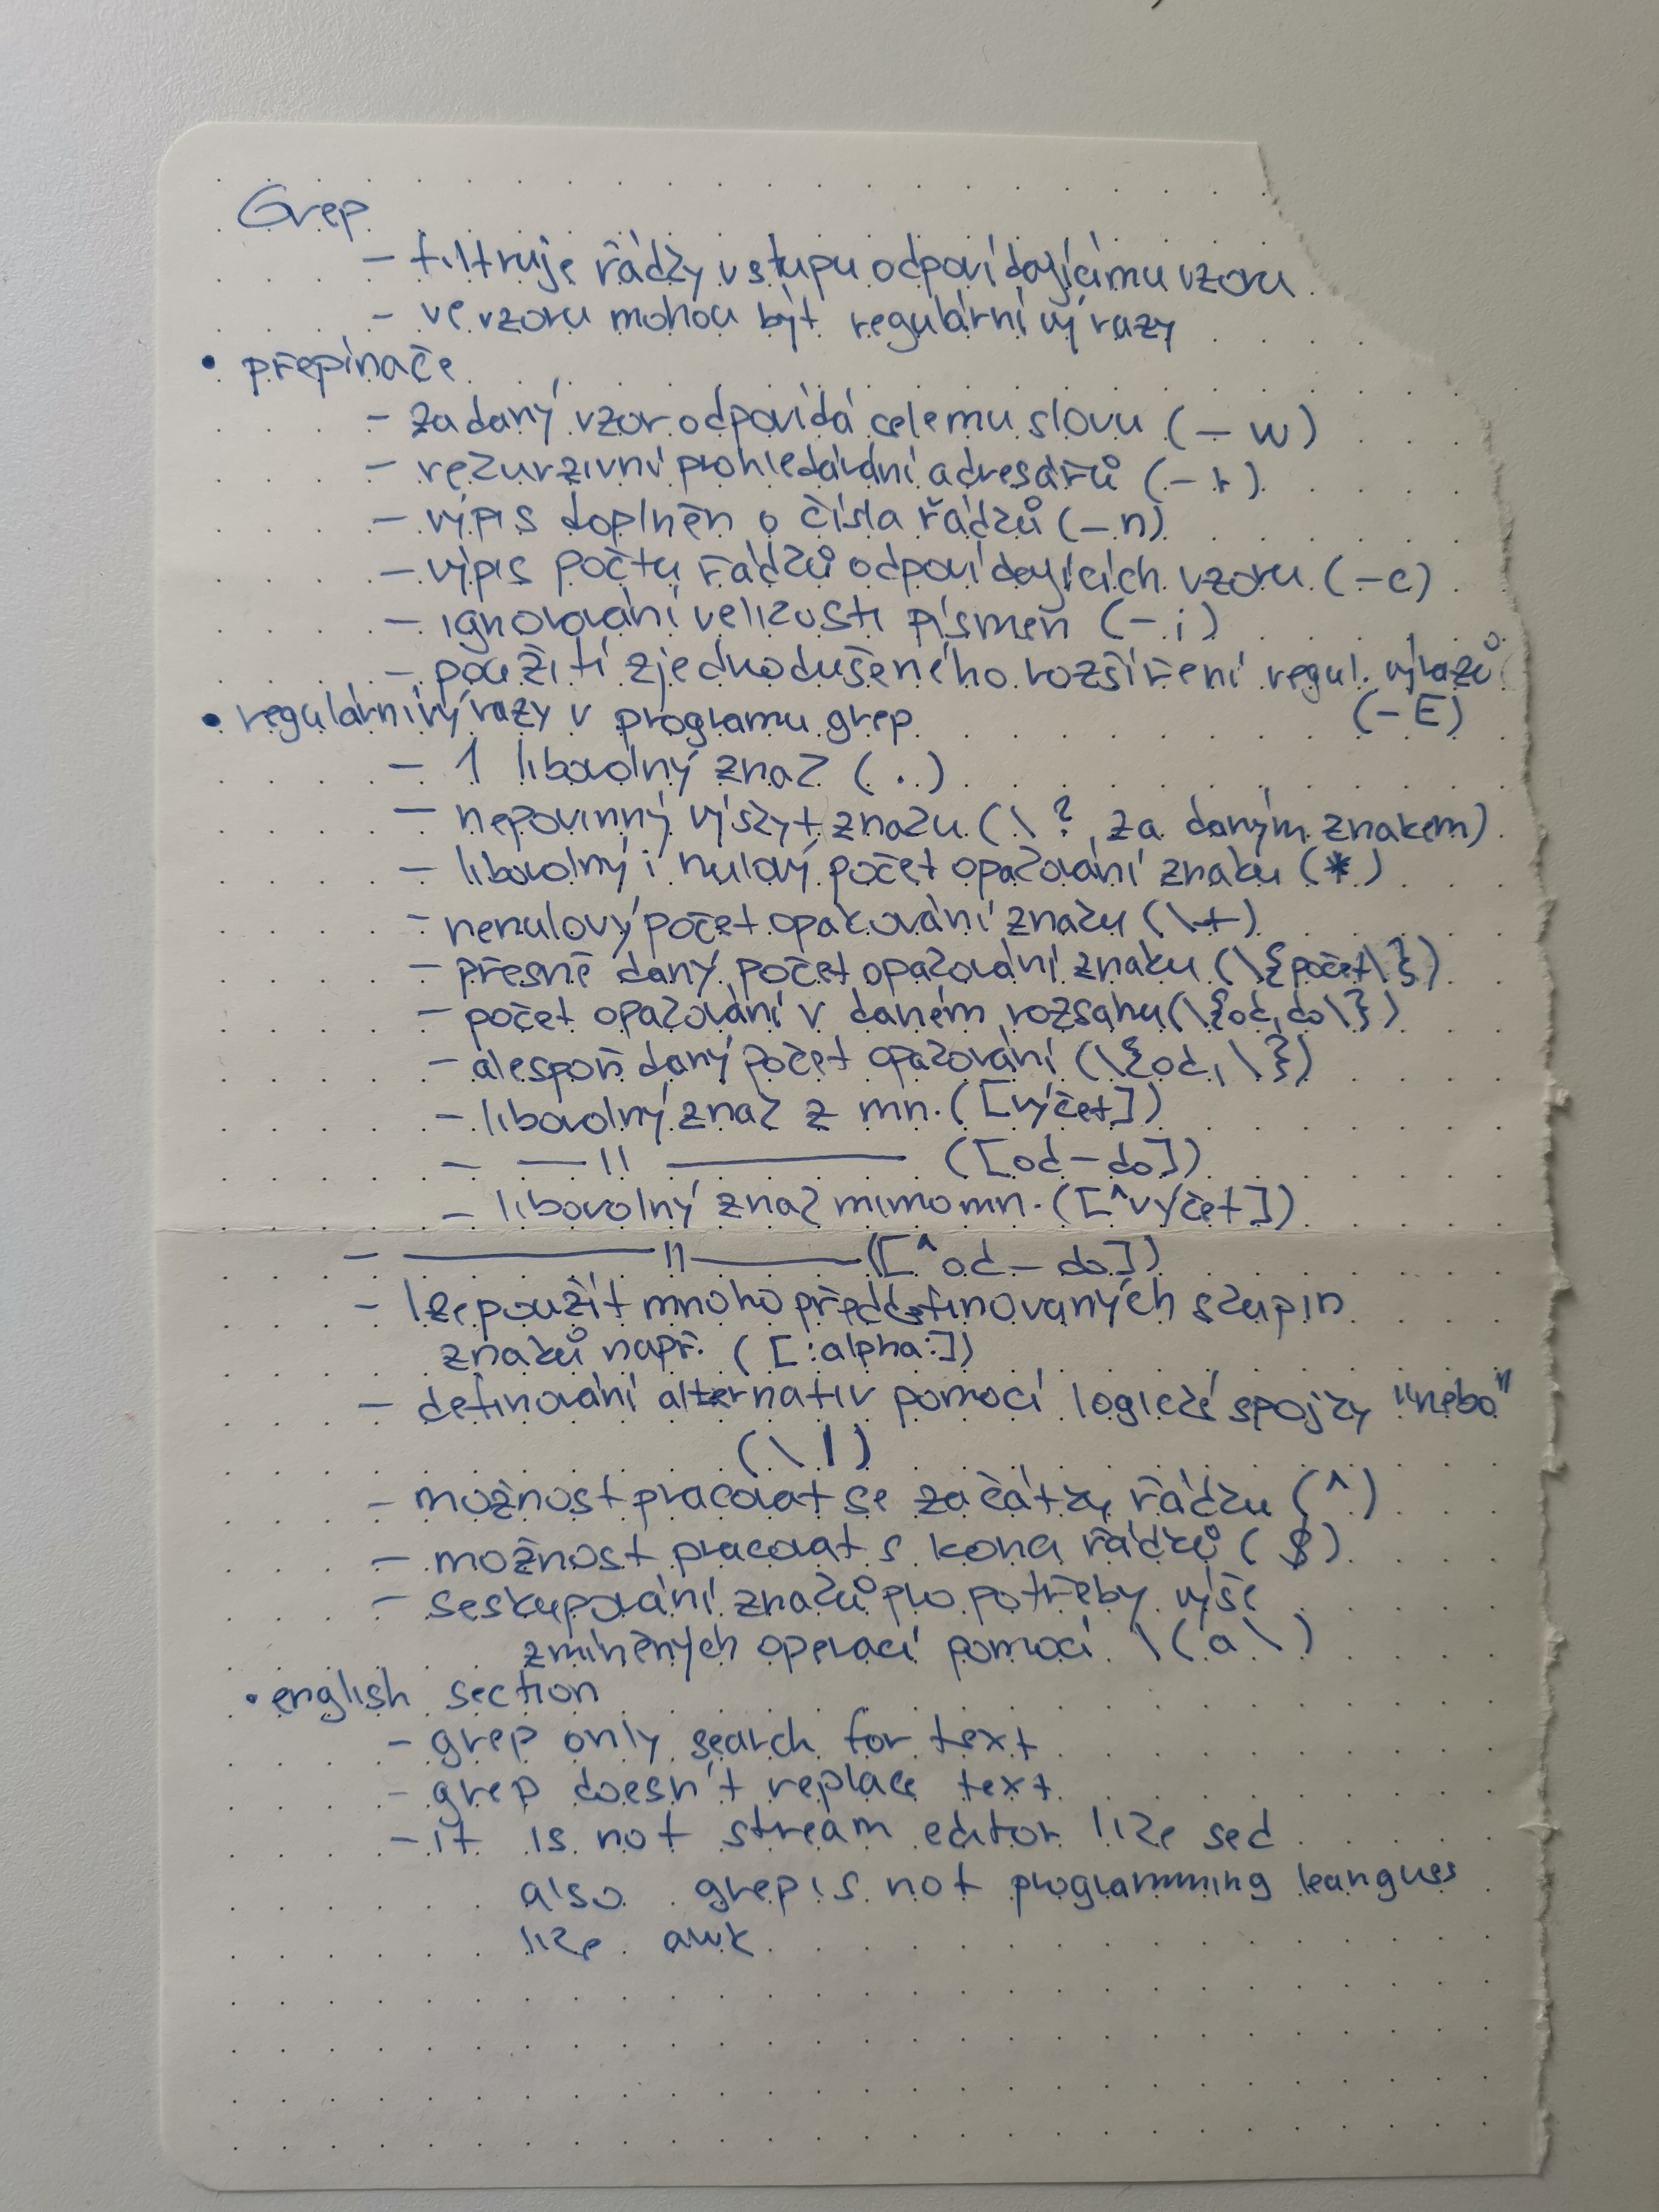 Grep
- filtruje řádky vstupu odpovídajícímu vzoru
- ve vzoru mohou být regulární výrazy
• přepínače
- zadaný vzor odpovídá celemu slovu (-w)
- rekurzivní prohledávání adresářů (-r)
- výpis doplněn o čísla řádků (-n)
- výpis počtu řádků odpovídajících vzoru (-c)
- ignorování velikosti písmen (-i)
- použití zjednodušeného rozšíření regul. výrazů
(-E)
• regulární výrazy v programu grep
- 1 libovolný znak (.)
- nepovinný výskyt znaku (\? za daným znakem)
- libovolný i nulový počet opakování znaku (*)
- nenulový počet opakování znaku (\+)
- přesně daný počet opakování znaku (\{počet\})
- počet opakování v daném rozsahu (\{od,do\})
- alespoň daný počet opakování (\{od,\})
- libovolný znak z mn. ([výčet])
- —— " —— ([od-do])
- libovolný znak mimo mn. ([^výčet])
- —— " —— ([^od-do])
- lze použít mnoho předdefinovaných skupin
znaků např. ([:alpha:])
- definování alternativ pomocí logické spojky "nebo"
(\|)
- možnost pracovat se začátky řádku (^)
- možnost pracovat s konci řádků ($)
- seskupování znaků pro potřeby výše
zmíněných operací pomocí \(a\)
• english section
- grep only search for text
- grep doesn't replace text
- it is not stream editor like sed
also grep is not programming leanguess
like awk